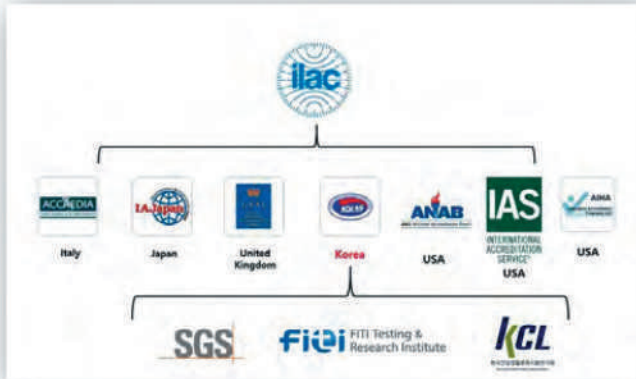 ilac
ACCREDIA
IAJapan
ANAB
IAS
INTERNATIONAL
ACCREDITATION
SERVICE
AIHA
Italy
Japan
United
Kingdom
Korea
USA
USA
USA
SGS
FITI Testing &
Research Institute
KCL